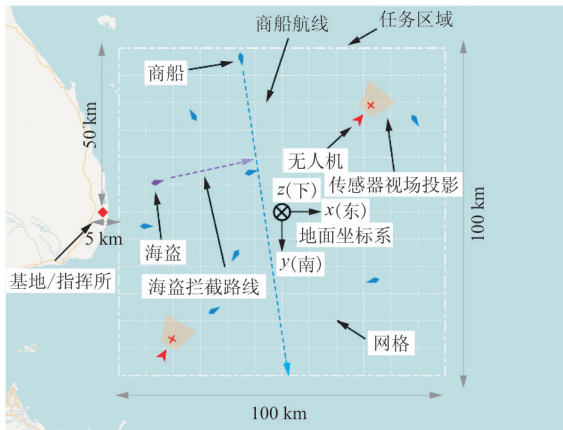 商船航线
任务区域
商船
50 km
无人机
传感器视场投影
z(下)
x(东)
地面坐标系
y(南)
100 km
5 km
海盗
基地/指挥所
海盗拦截路线
网格
100 km